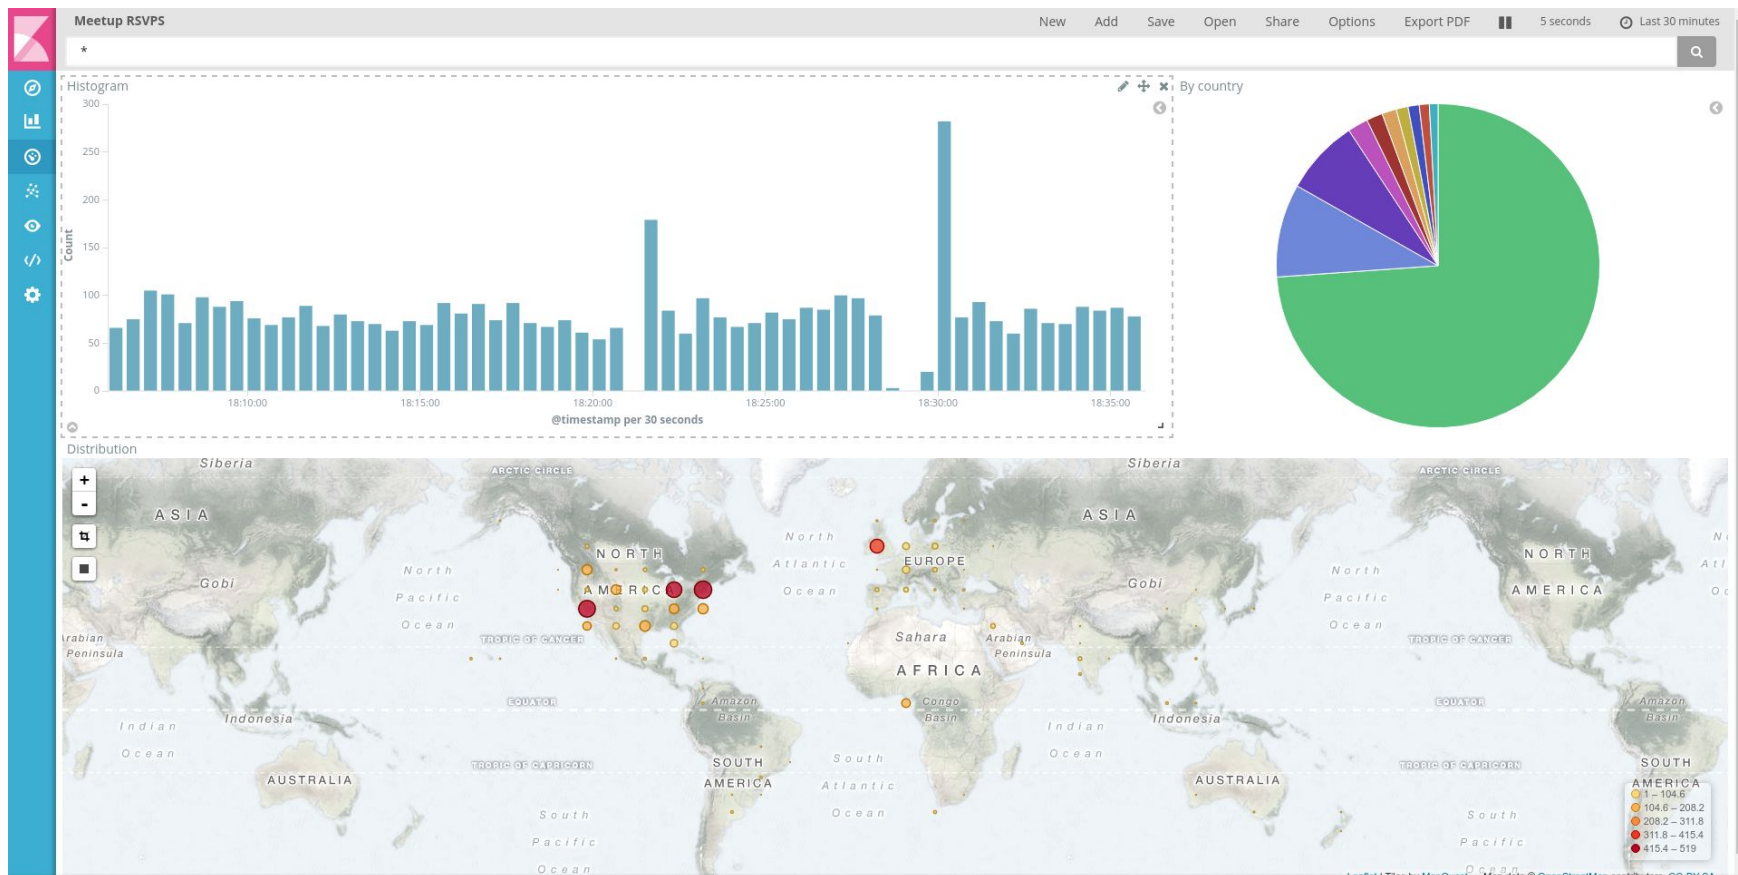 Meetup RSVPS
New Add Save Open Share Options Export PDF 5 seconds Last 30 minutes
*
Histogram
By country
300
250
200
150
100
50
0
Count
18:10:00 18:15:00 18:20:00 18:25:00 18:30:00 18:35:00
@timestamp per 30 seconds
Distribution
+
-
Siberia
ARCTIC CIRCLE
Siberia
ARCTIC CIRCLE
ASIA
ASIA
North Atlantic Ocean
NORTH AMERICA
EUROPE
NORTH AMERICA
Gobi
North Pacific Ocean
Gobi
North Pacific Ocean
Arabian Peninsula
TROPIC OF CANCER
Sahara
Arabian Peninsula
TROPIC OF CANCER
AFRICA
EQUATOR
Amazon Basin
Congo Basin
EQUATOR
Amazon Basin
Indian Ocean
Indonesia
Indian Ocean
Indonesia
TROPIC OF CAPRICORN
SOUTH AMERICA
South Atlantic Ocean
TROPIC OF CAPRICORN
SOUTH AMERICA
AUSTRALIA
AUSTRALIA
South Pacific Ocean
South Pacific Ocean
1 – 104.6
104.6 – 208.2
208.2 – 311.8
311.8 – 415.4
415.4 – 519